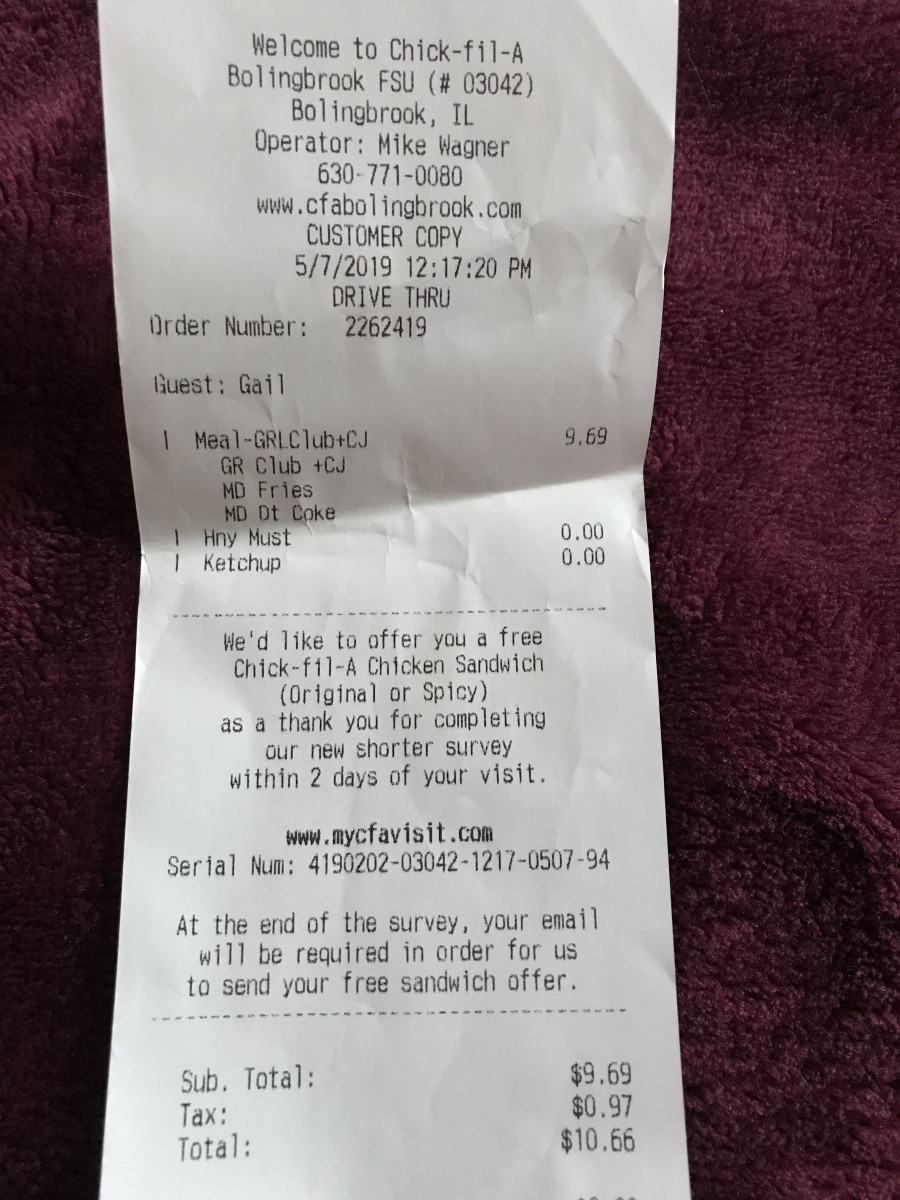 Welcome to Chick-fil-A
Bolingbrook FSU (# 03042)
Bolingbrook, IL
Operator: Mike Wagner
630-771-0080
www.cfabolingbrook.com
CUSTOMER COPY
5/7/2019 12:17:20 PM
DRIVE THRU
Order Number: 2262419
Guest: Gail
1 Meal-GRLClub+CJ 9.69
GR Club +CJ
MD Fries
MD Dt Coke
1 Hny Must 0.00
1 Ketchup 0.00
We'd like to offer you a free
Chick-fil-A Chicken Sandwich
(Original or Spicy)
as a thank you for completing
our new shorter survey
within 2 days of your visit.
www.mycfavisit.com
Serial Num: 4190202-03042-1217-0507-94
At the end of the survey, your email
will be required in order for us
to send your free sandwich offer.
Sub. Total: $9.69
Tax: $0.97
Total: $10.66